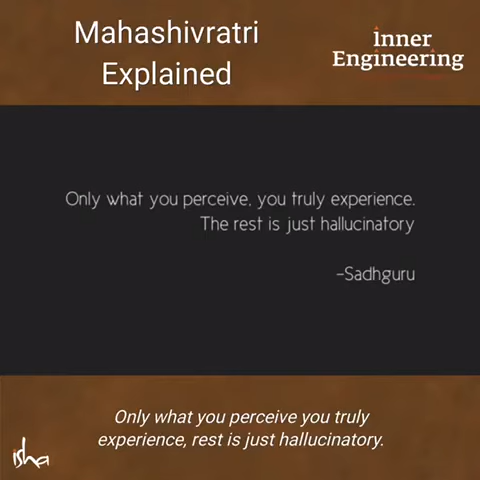 Mahashivratri
Explained
inner
Engineering
Only what you perceive, you truly experience.
The rest is just hallucinatory
-Sadhguru
Only what you perceive you truly
experience, rest is just hallucinatory.
isha